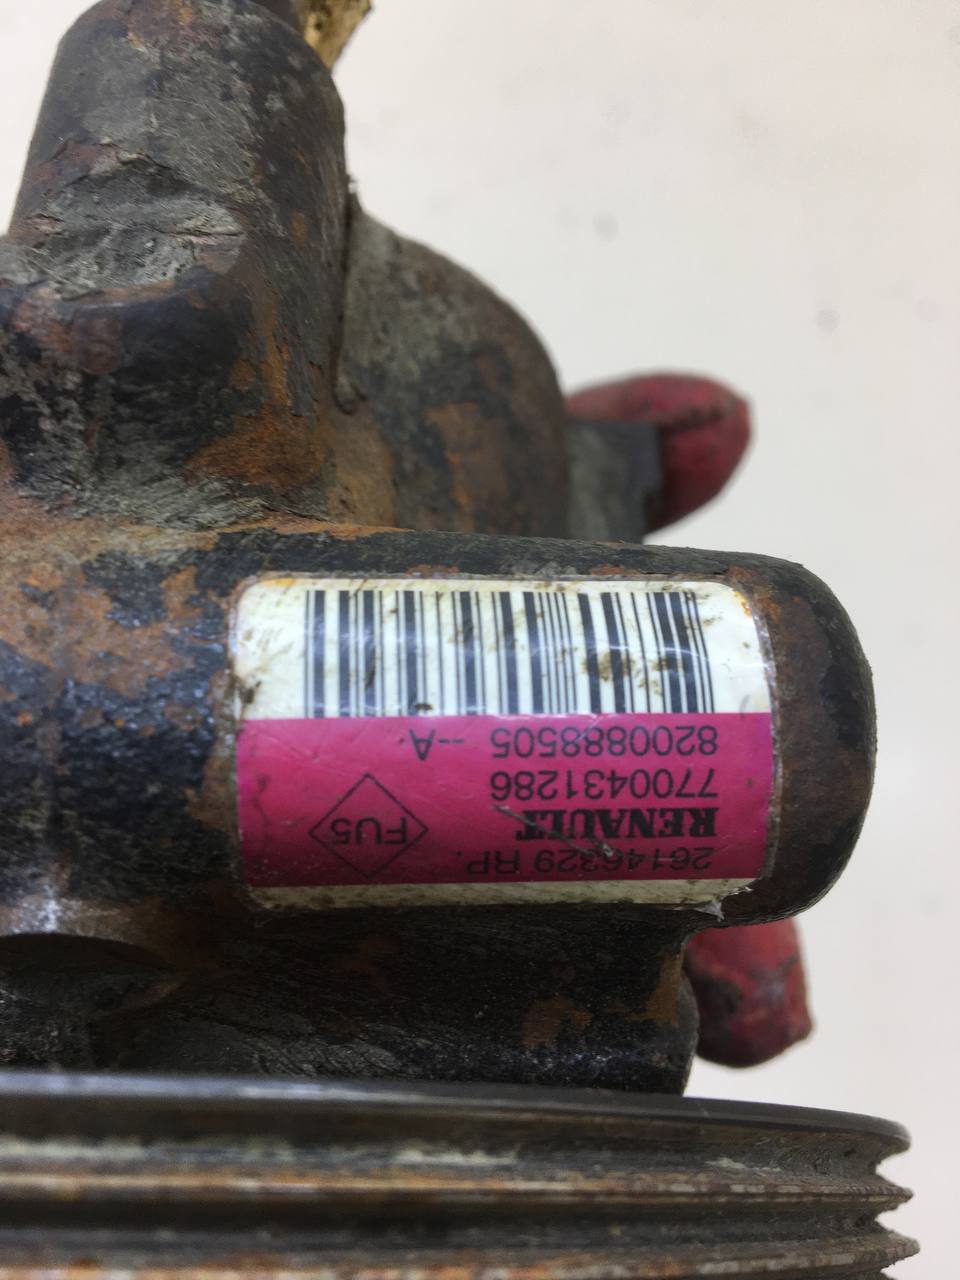 26146329 RP.
RENAULT
7700431286
8200888505 --A
FU5